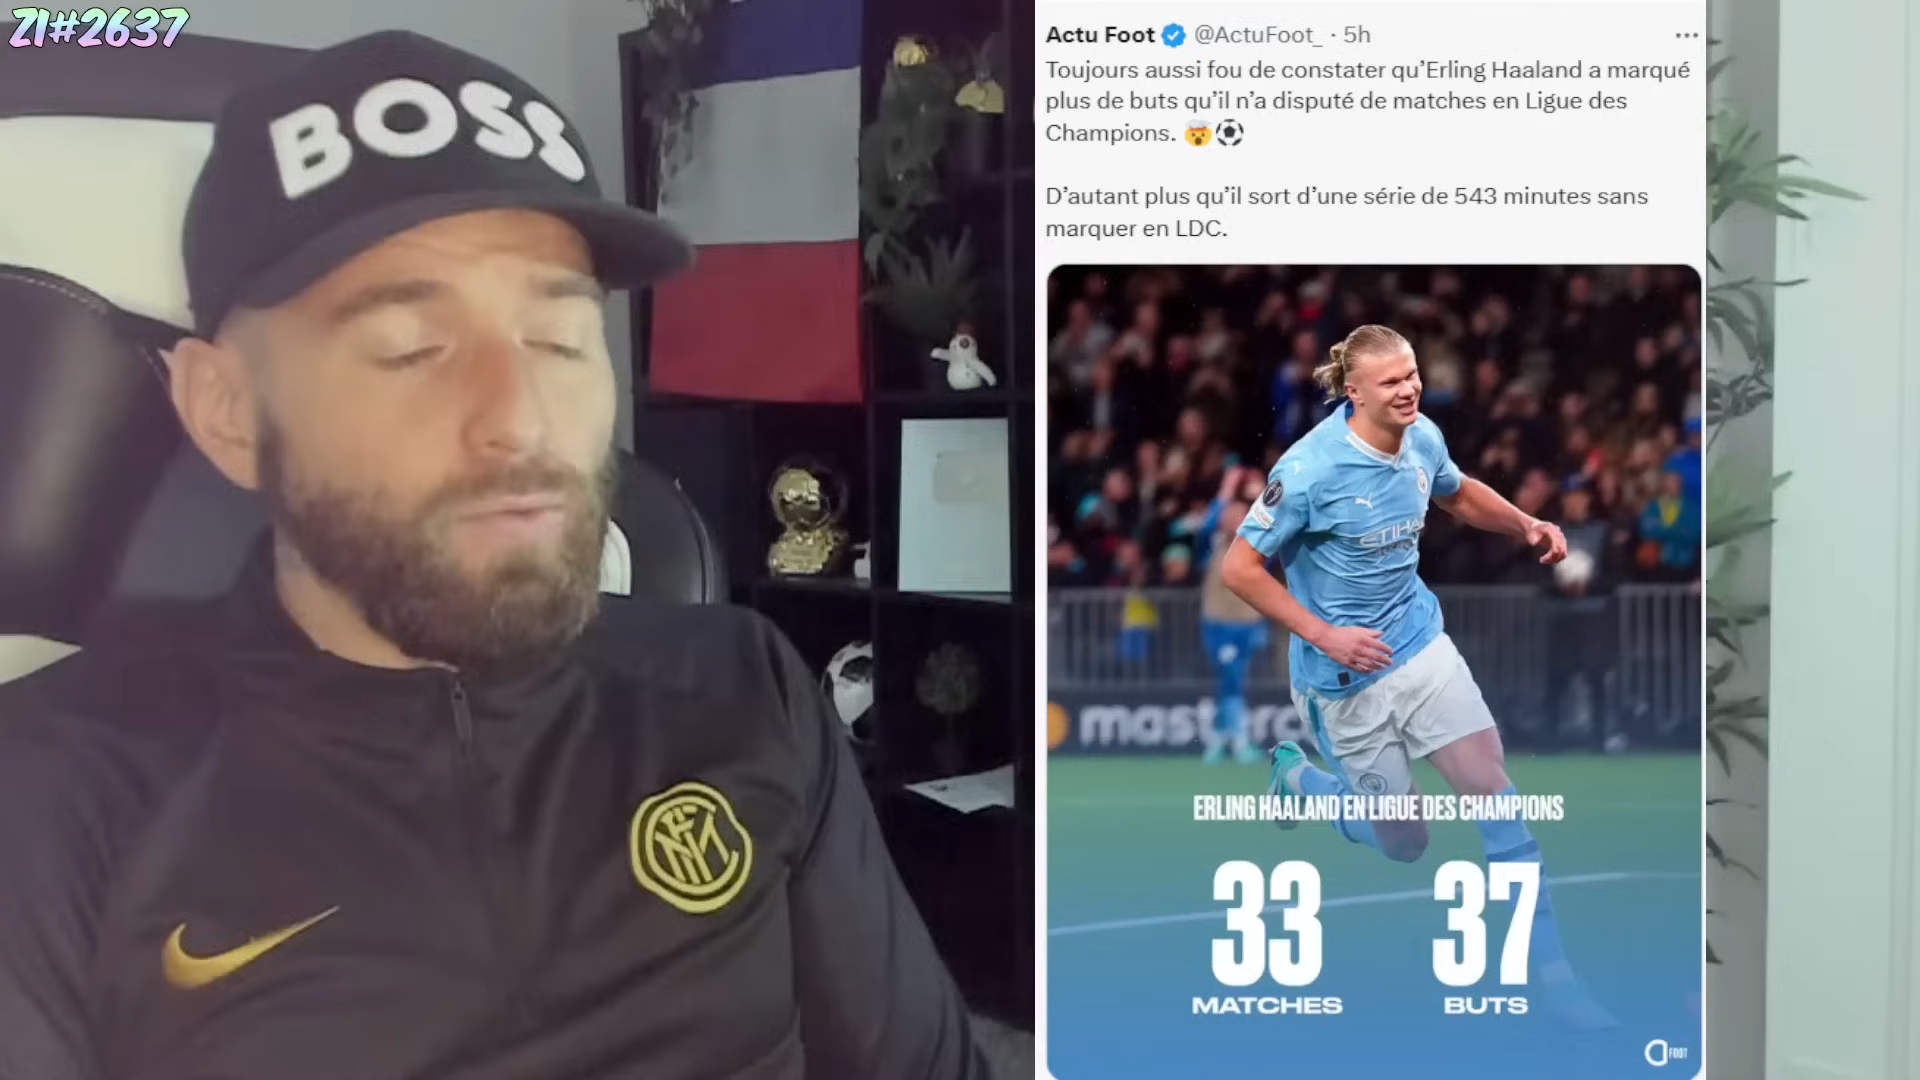 ZI#2637
BOSS
Actu Foot @ActuFoot_ · 5h
Toujours aussi fou de constater qu’Erling Haaland a marqué
plus de buts qu’il n’a disputé de matches en Ligue des
Champions. 🤯⚽
D’autant plus qu’il sort d’une série de 543 minutes sans
marquer en LDC.
ERLING HAALAND EN LIGUE DES CHAMPIONS
33 37
MATCHES BUTS
FOOT